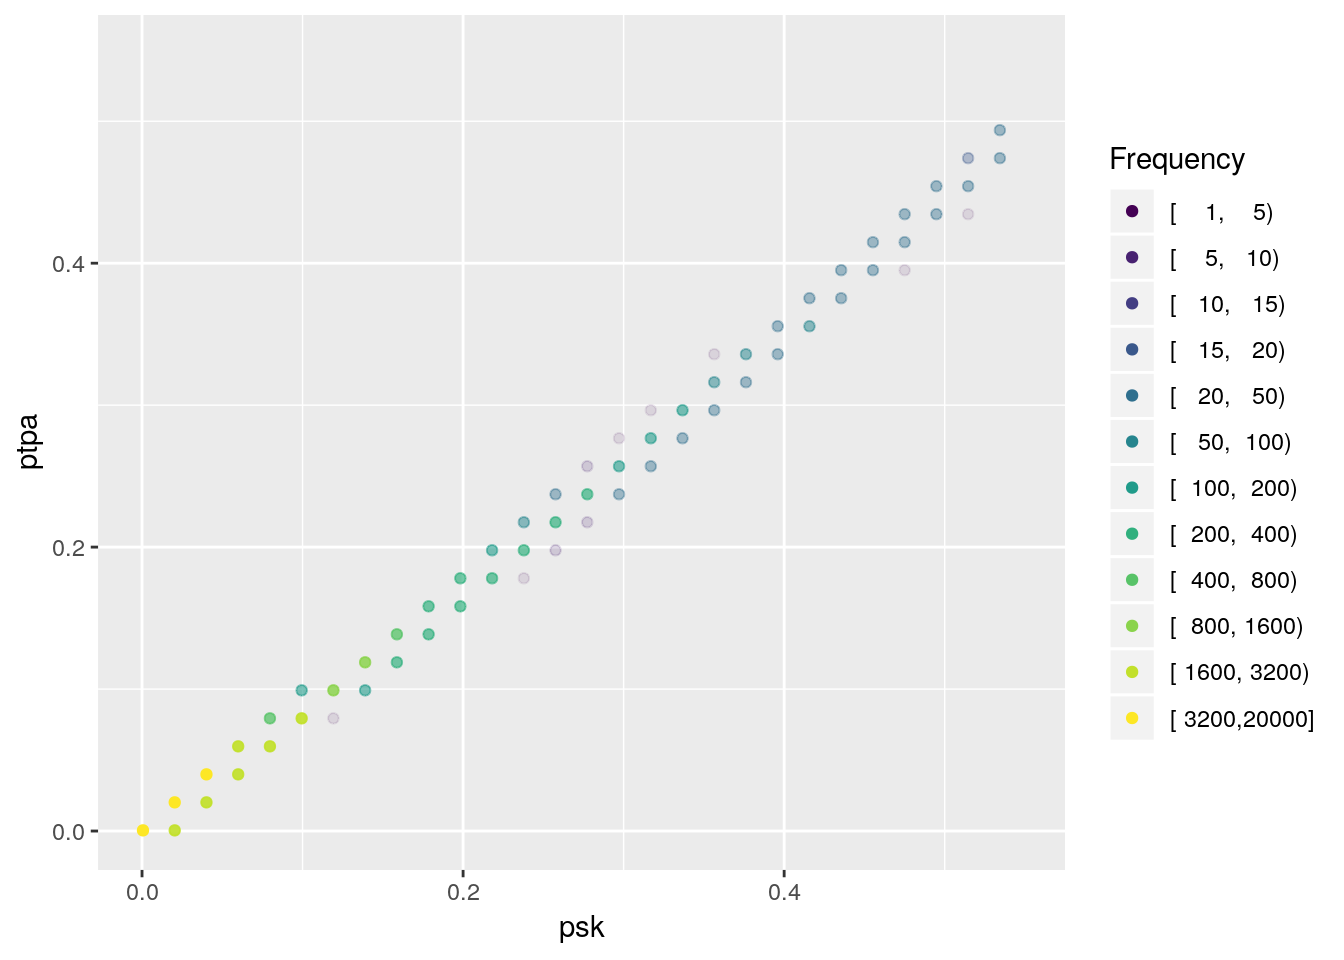 ptpa
0.4
0.2
0.0
0.0 0.2 0.4
psk
Frequency
[ 1, 5)
[ 5, 10)
[ 10, 15)
[ 15, 20)
[ 20, 50)
[ 50, 100)
[ 100, 200)
[ 200, 400)
[ 400, 800)
[ 800, 1600)
[ 1600, 3200)
[ 3200,20000]